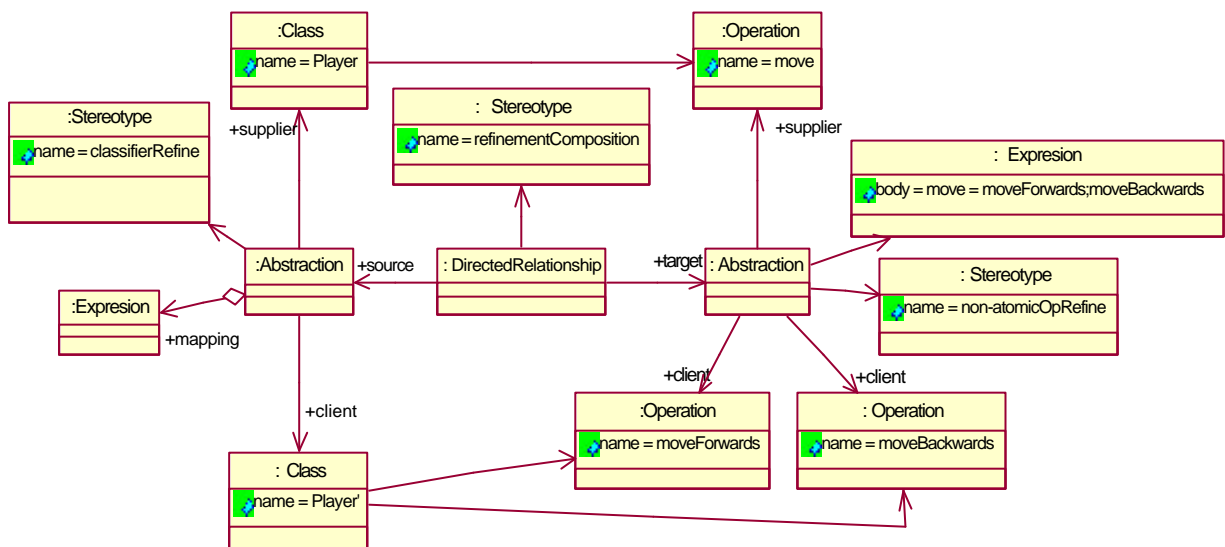 :Class
name = Player
:Operation
name = move
: Stereotype
name = refinementComposition
:Stereotype
name = classifierRefine
+supplier
+supplier
: Expresion
body = move = moveForwards;moveBackwards
:Abstraction
+source
: DirectedRelationship
+target
: Abstraction
: Stereotype
name = non-atomicOpRefine
:Expresion
+mapping
+client
+client
+client
:Operation
name = moveForwards
: Operation
name = moveBackwards
: Class
name = Player'